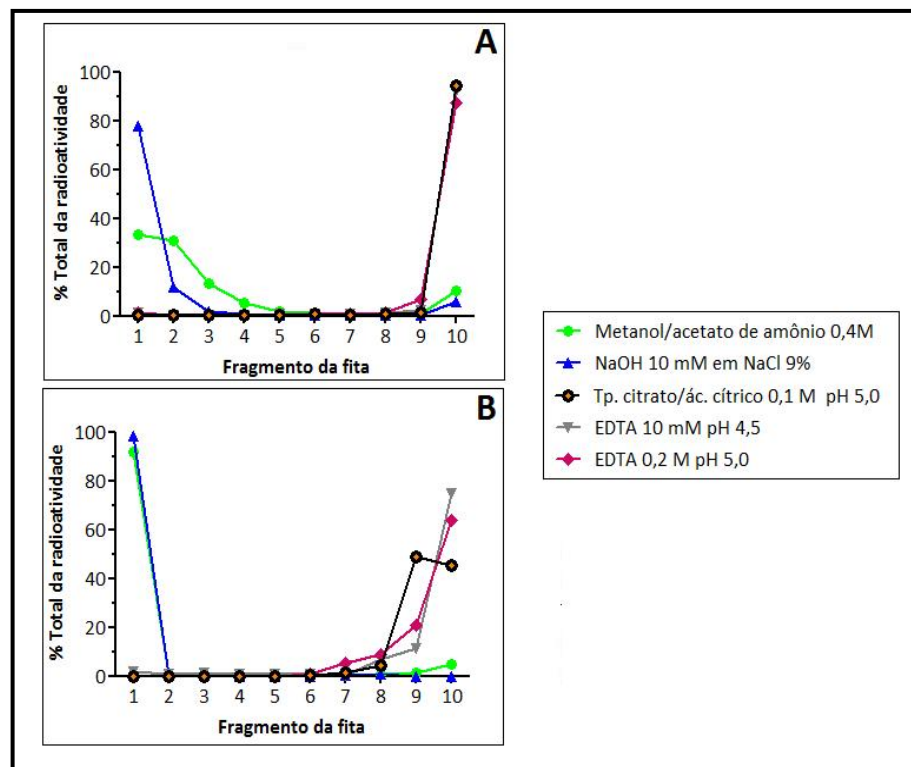 A
% Total da radioatividade
100
80
60
40
20
0
1 2 3 4 5 6 7 8 9 10
Fragmento da fita
B
% Total da radioatividade
100
80
60
40
20
0
1 2 3 4 5 6 7 8 9 10
Fragmento da fita
Metanol/acetato de amônio 0,4M
NaOH 10 mM em NaCl 9%
Tp. citrato/ác. cítrico 0,1 M pH 5,0
EDTA 10 mM pH 4,5
EDTA 0,2 M pH 5,0